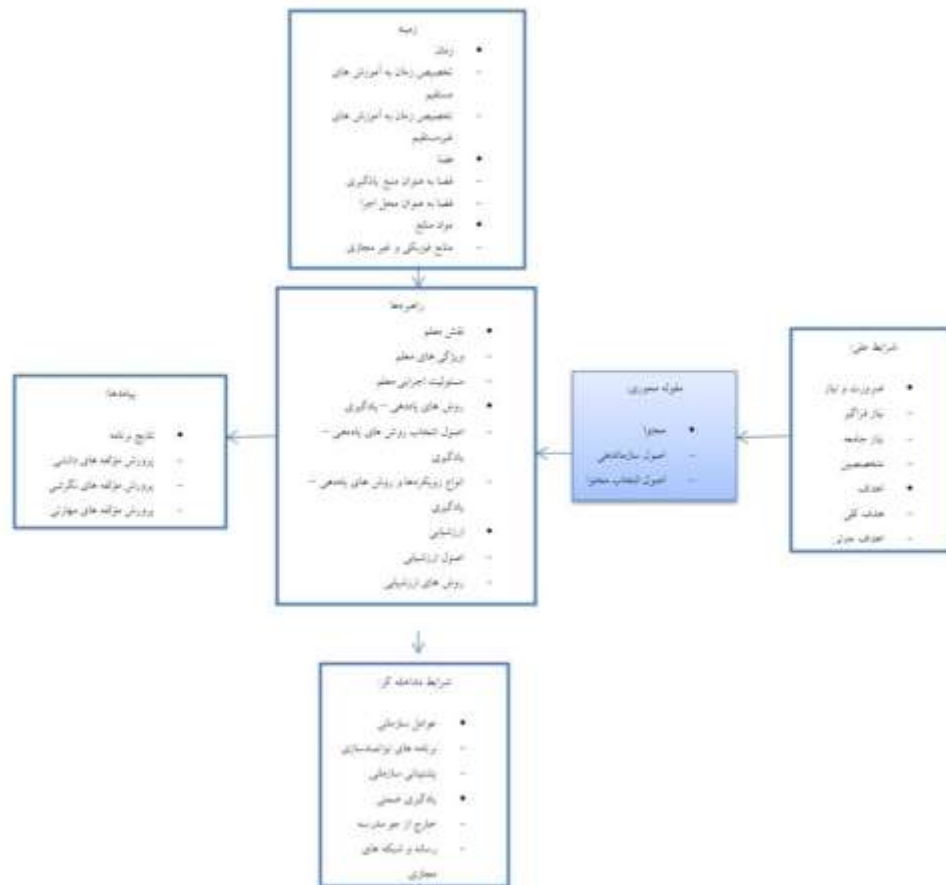 زمینه
• زمان
- تخصیص زمان به آموزش های
مستقیم
- تخصیص زمان به آموزش های
غیرمستقیم
• فضا
- فضا به عنوان منبع یادگیری
- فضا به عنوان محل اجرا
• مواد منابع
- منابع فیزیکی و غیر مجازی
شرایط علی:
• ضرورت و نیاز
- نیاز فراگیر
- نیاز جامعه
- متخصصین
• اهداف
- هدف کلی
- اهداف
مقوله محوری:
• محتوا
- اصول سازماندهی
- اصول انتخاب محتوا
راهبردها:
• نقش معلم
- ویژگی های معلم
- مسئولیت اجرایی معلم
• روش های یاددهی – یادگیری
- اصول انتخاب روش های یاددهی –
یادگیری
- انواع رویکردها و روش های یاددهی –
یادگیری
• ارزشیابی
- اصول ارزشیابی
- روش های ارزشیابی
پیامدها:
• نتایج برنامه
- پرورش مؤلفه های دانشی
- پرورش مؤلفه های نگرشی
- پرورش مؤلفه های مهارتی
شرایط مداخله گر:
• عوامل سازمانی
- برنامه های توانمندسازی
- پشتیبانی سازمانی
• یادگیری ضمنی
- خارج از جو مدرسه
- رسانه و شبکه های
مجازی